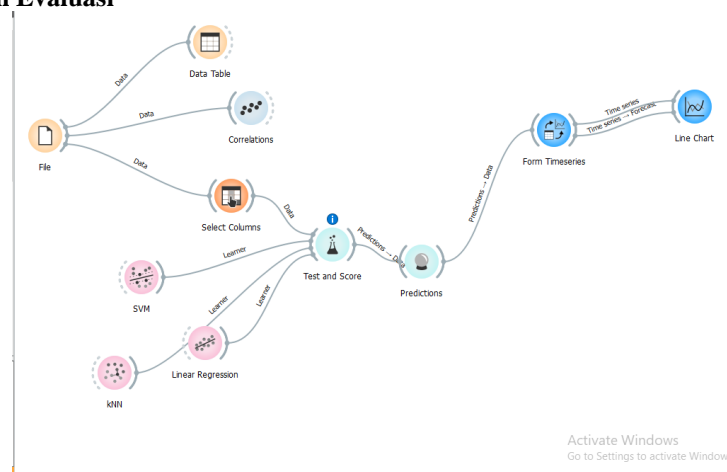 n Evaluasi
Data
Data Table
Data
Correlations
File
Data
Select Columns
Data
Learner
SVM
Learner
Learner
Test and Score
Predictions → Data
Predictions
Predictions → Data
Form Timeseries
Time series
Time series → Forecast
Line Chart
Linear Regression
kNN
Activate Windows
Go to Settings to activate Window